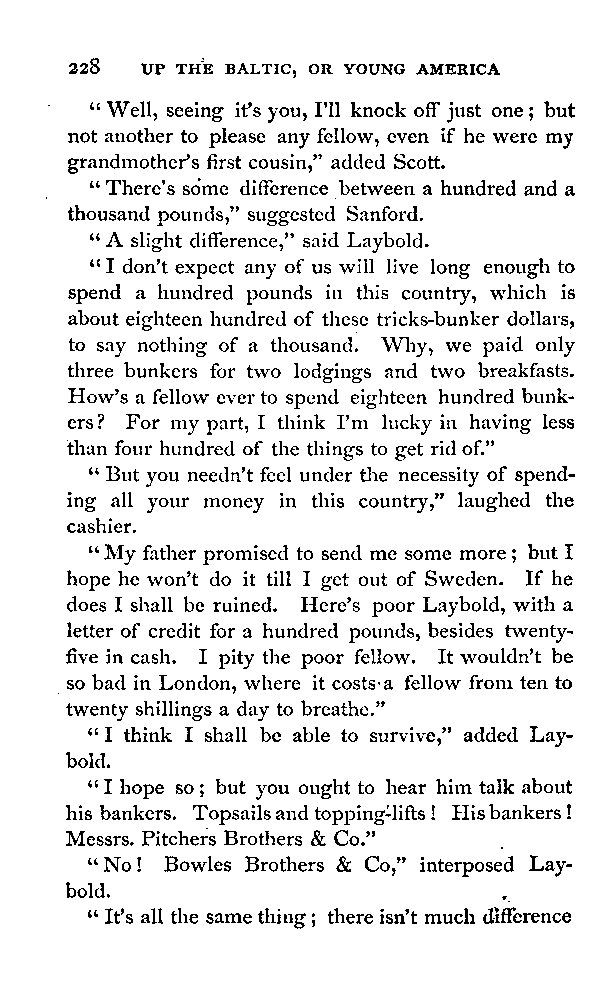 228 UP THE BALTIC, OR YOUNG AMERICA
“Well, seeing it’s you, I’ll knock off just one; but
not another to please any fellow, even if he were my
grandmother’s first cousin,” added Scott.
“There’s some difference between a hundred and a
thousand pounds,” suggested Sanford.
“A slight difference,” said Laybold.
“I don’t expect any of us will live long enough to
spend a hundred pounds in this country, which is
about eighteen hundred of these tricks-bunker dollars,
to say nothing of a thousand. Why, we paid only
three bunkers for two lodgings and two breakfasts.
How’s a fellow ever to spend eighteen hundred bunk-
ers? For my part, I think I’m lucky in having less
than four hundred of the things to get rid of.”
“But you needn’t feel under the necessity of spend-
ing all your money in this country,” laughed the
cashier.
“My father promised to send me some more; but I
hope he won’t do it till I get out of Sweden. If he
does I shall be ruined. Here’s poor Laybold, with a
letter of credit for a hundred pounds, besides twenty-
five in cash. I pity the poor fellow. It wouldn’t be
so bad in London, where it costs a fellow from ten to
twenty shillings a day to breathe.”
“I think I shall be able to survive,” added Lay-
bold.
“I hope so; but you ought to hear him talk about
his bankers. Topsails and topping-lifts! His bankers!
Messrs. Pitchers Brothers & Co.”
“No! Bowles Brothers & Co,” interposed Lay-
bold.
“It’s all the same thing; there isn’t much difference